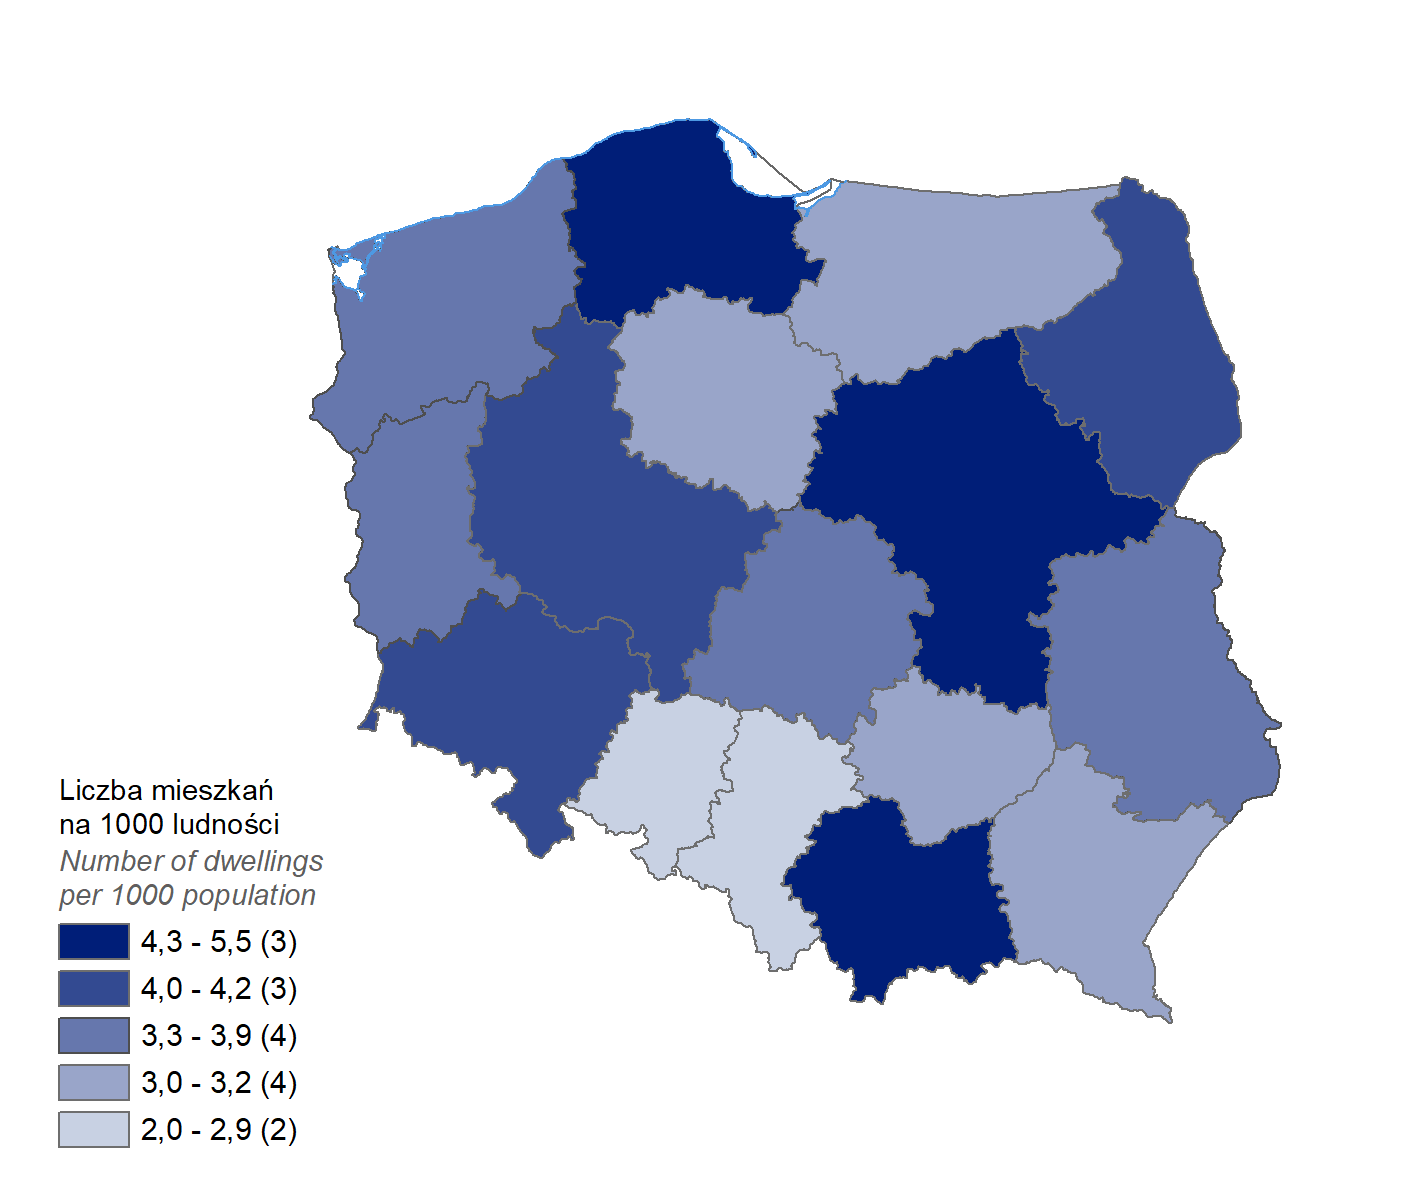 Liczba mieszkań
na 1000 ludności
Number of dwellings
per 1000 population
4,3 - 5,5 (3)
4,0 - 4,2 (3)
3,3 - 3,9 (4)
3,0 - 3,2 (4)
2,0 - 2,9 (2)